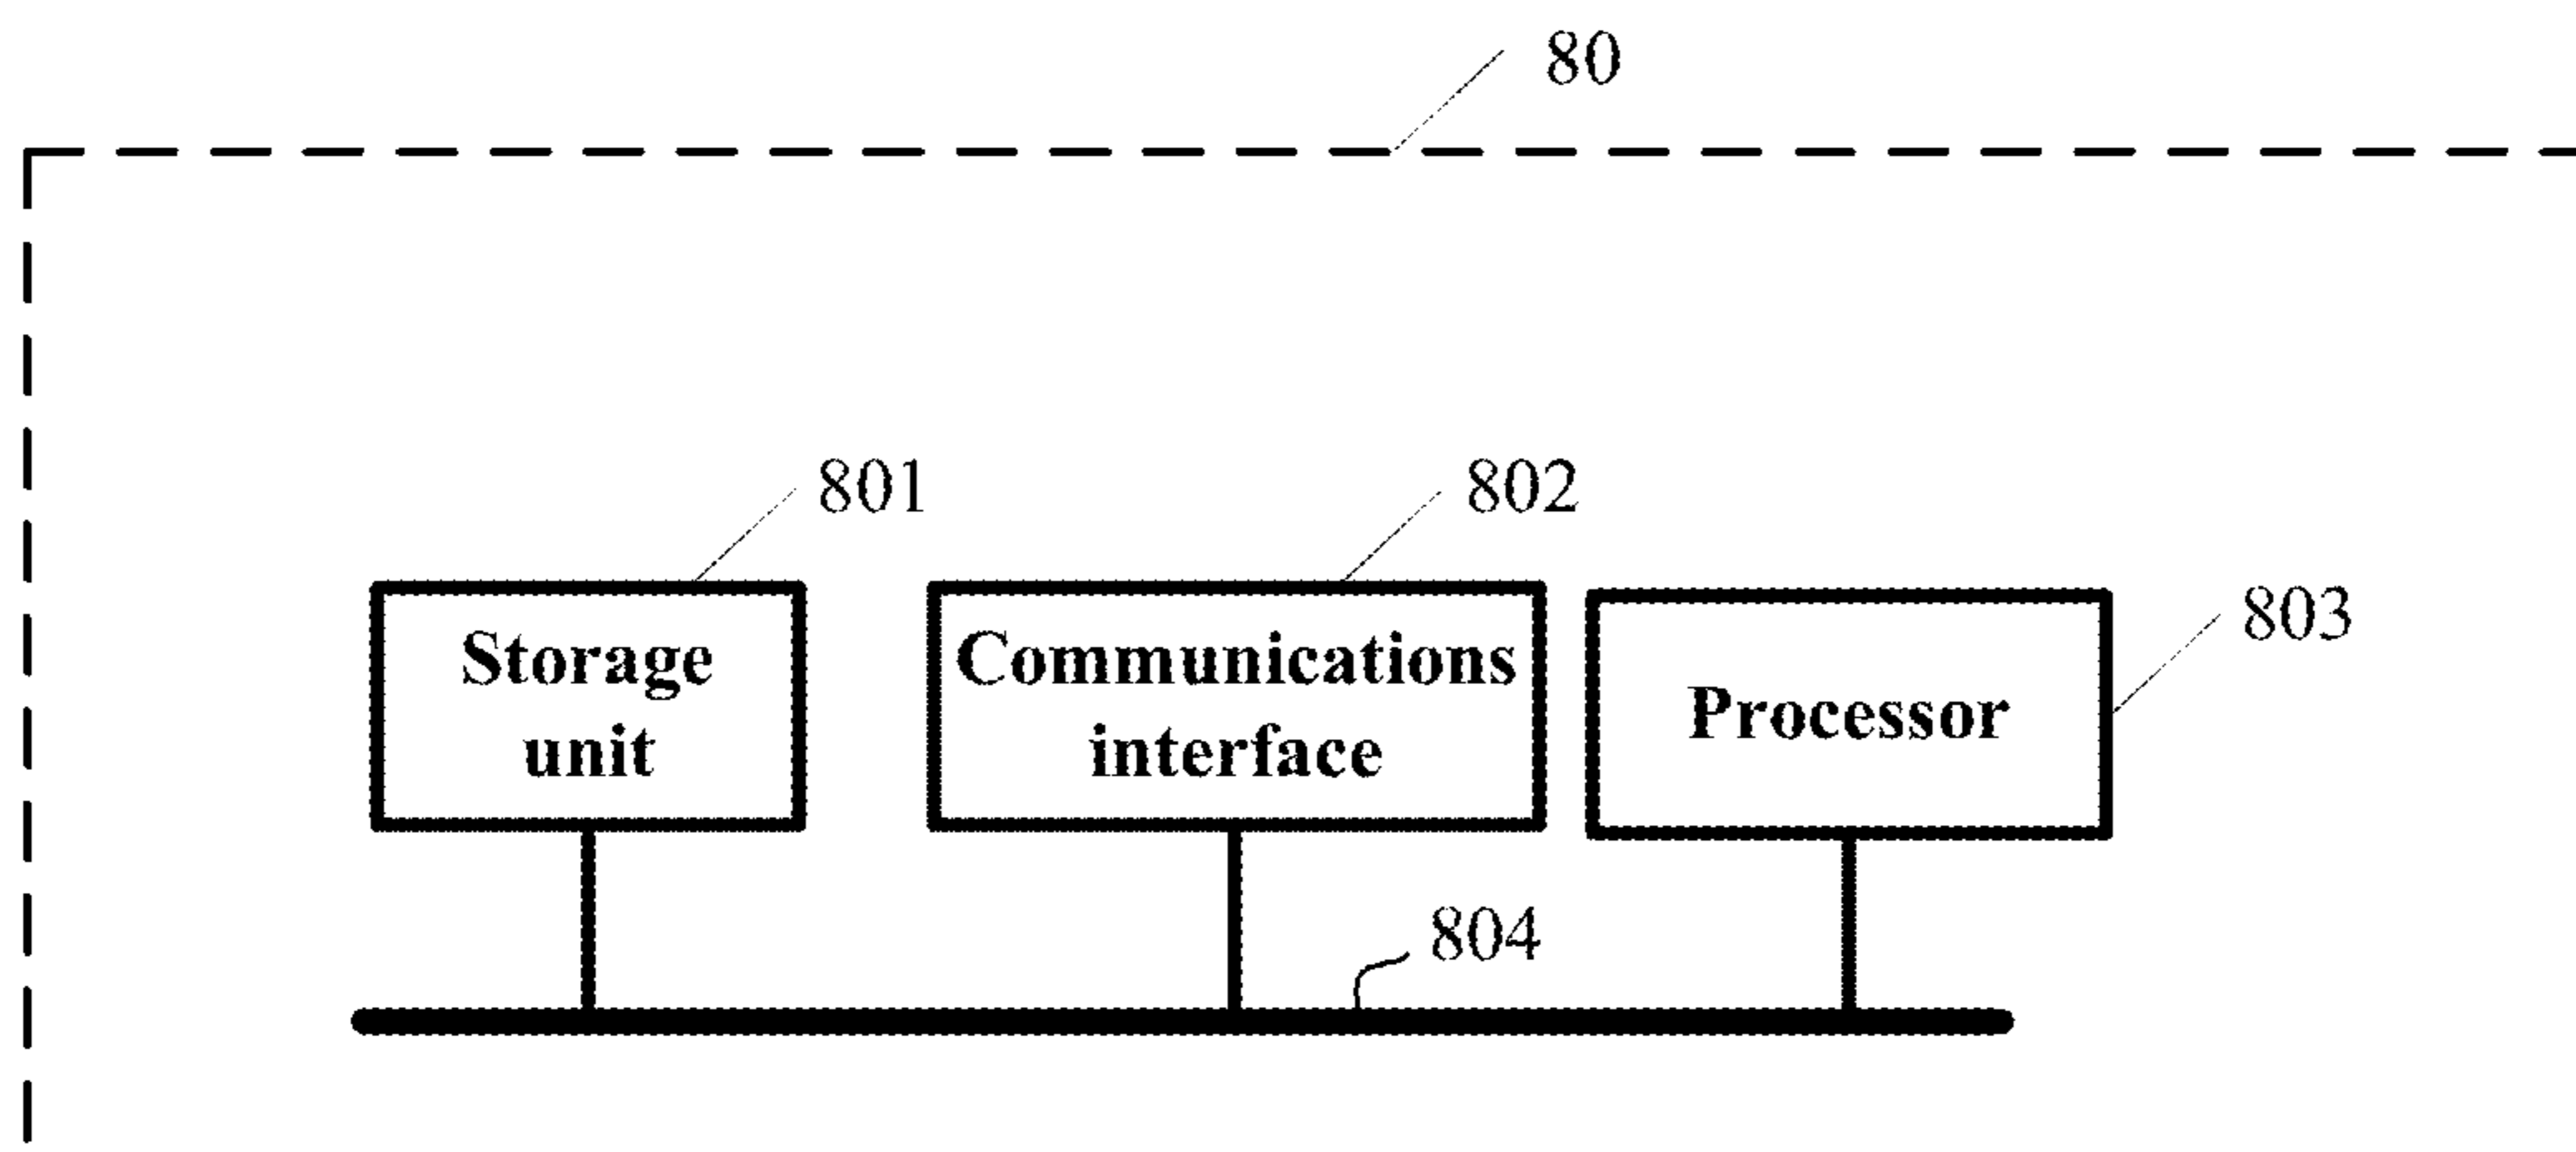 80
801
802
803
Storage
unit
Communications
interface
Processor
804